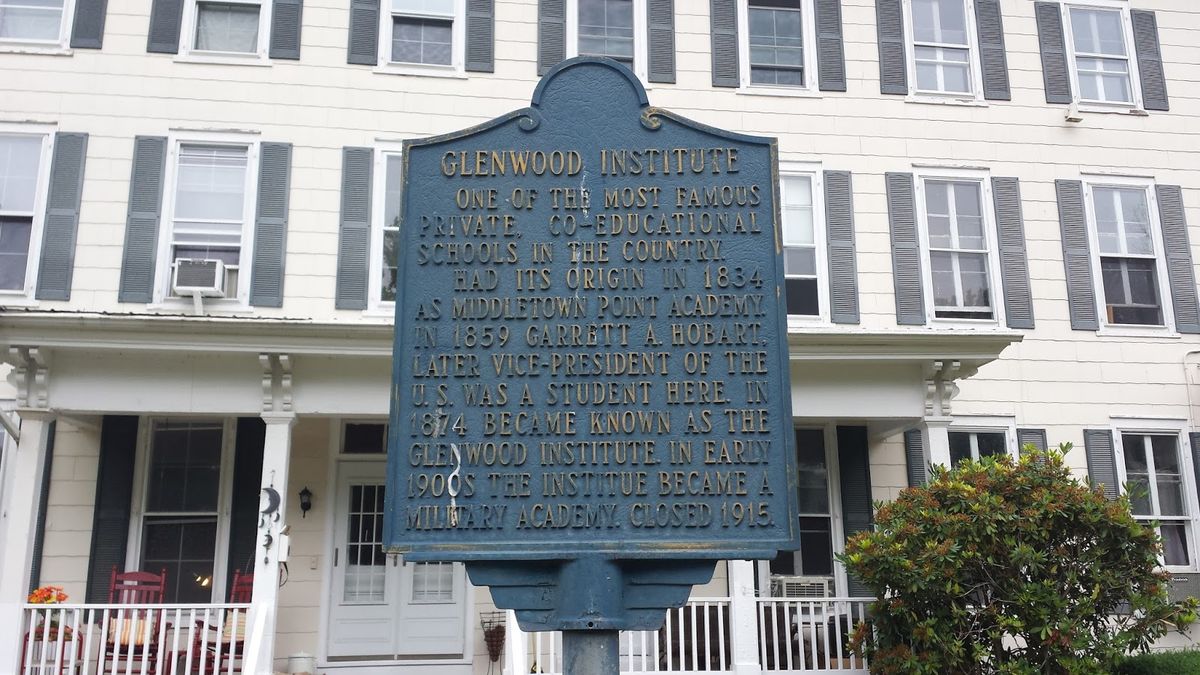 GLENWOOD INSTITUTE
ONE OF THE MOST FAMOUS
PRIVATE, CO-EDUCATIONAL
SCHOOLS IN THE COUNTRY.
HAD ITS ORIGIN IN 1834
AS MIDDLETOWN POINT ACADEMY.
IN 1859 GARRETT A. HOBART,
LATER VICE-PRESIDENT OF THE
U.S. WAS A STUDENT HERE. IN
1874 BECAME KNOWN AS THE
GLENWOOD INSTITUTE. IN EARLY
1900S THE INSTITUE BECAME A
MILITARY ACADEMY. CLOSED 1915.